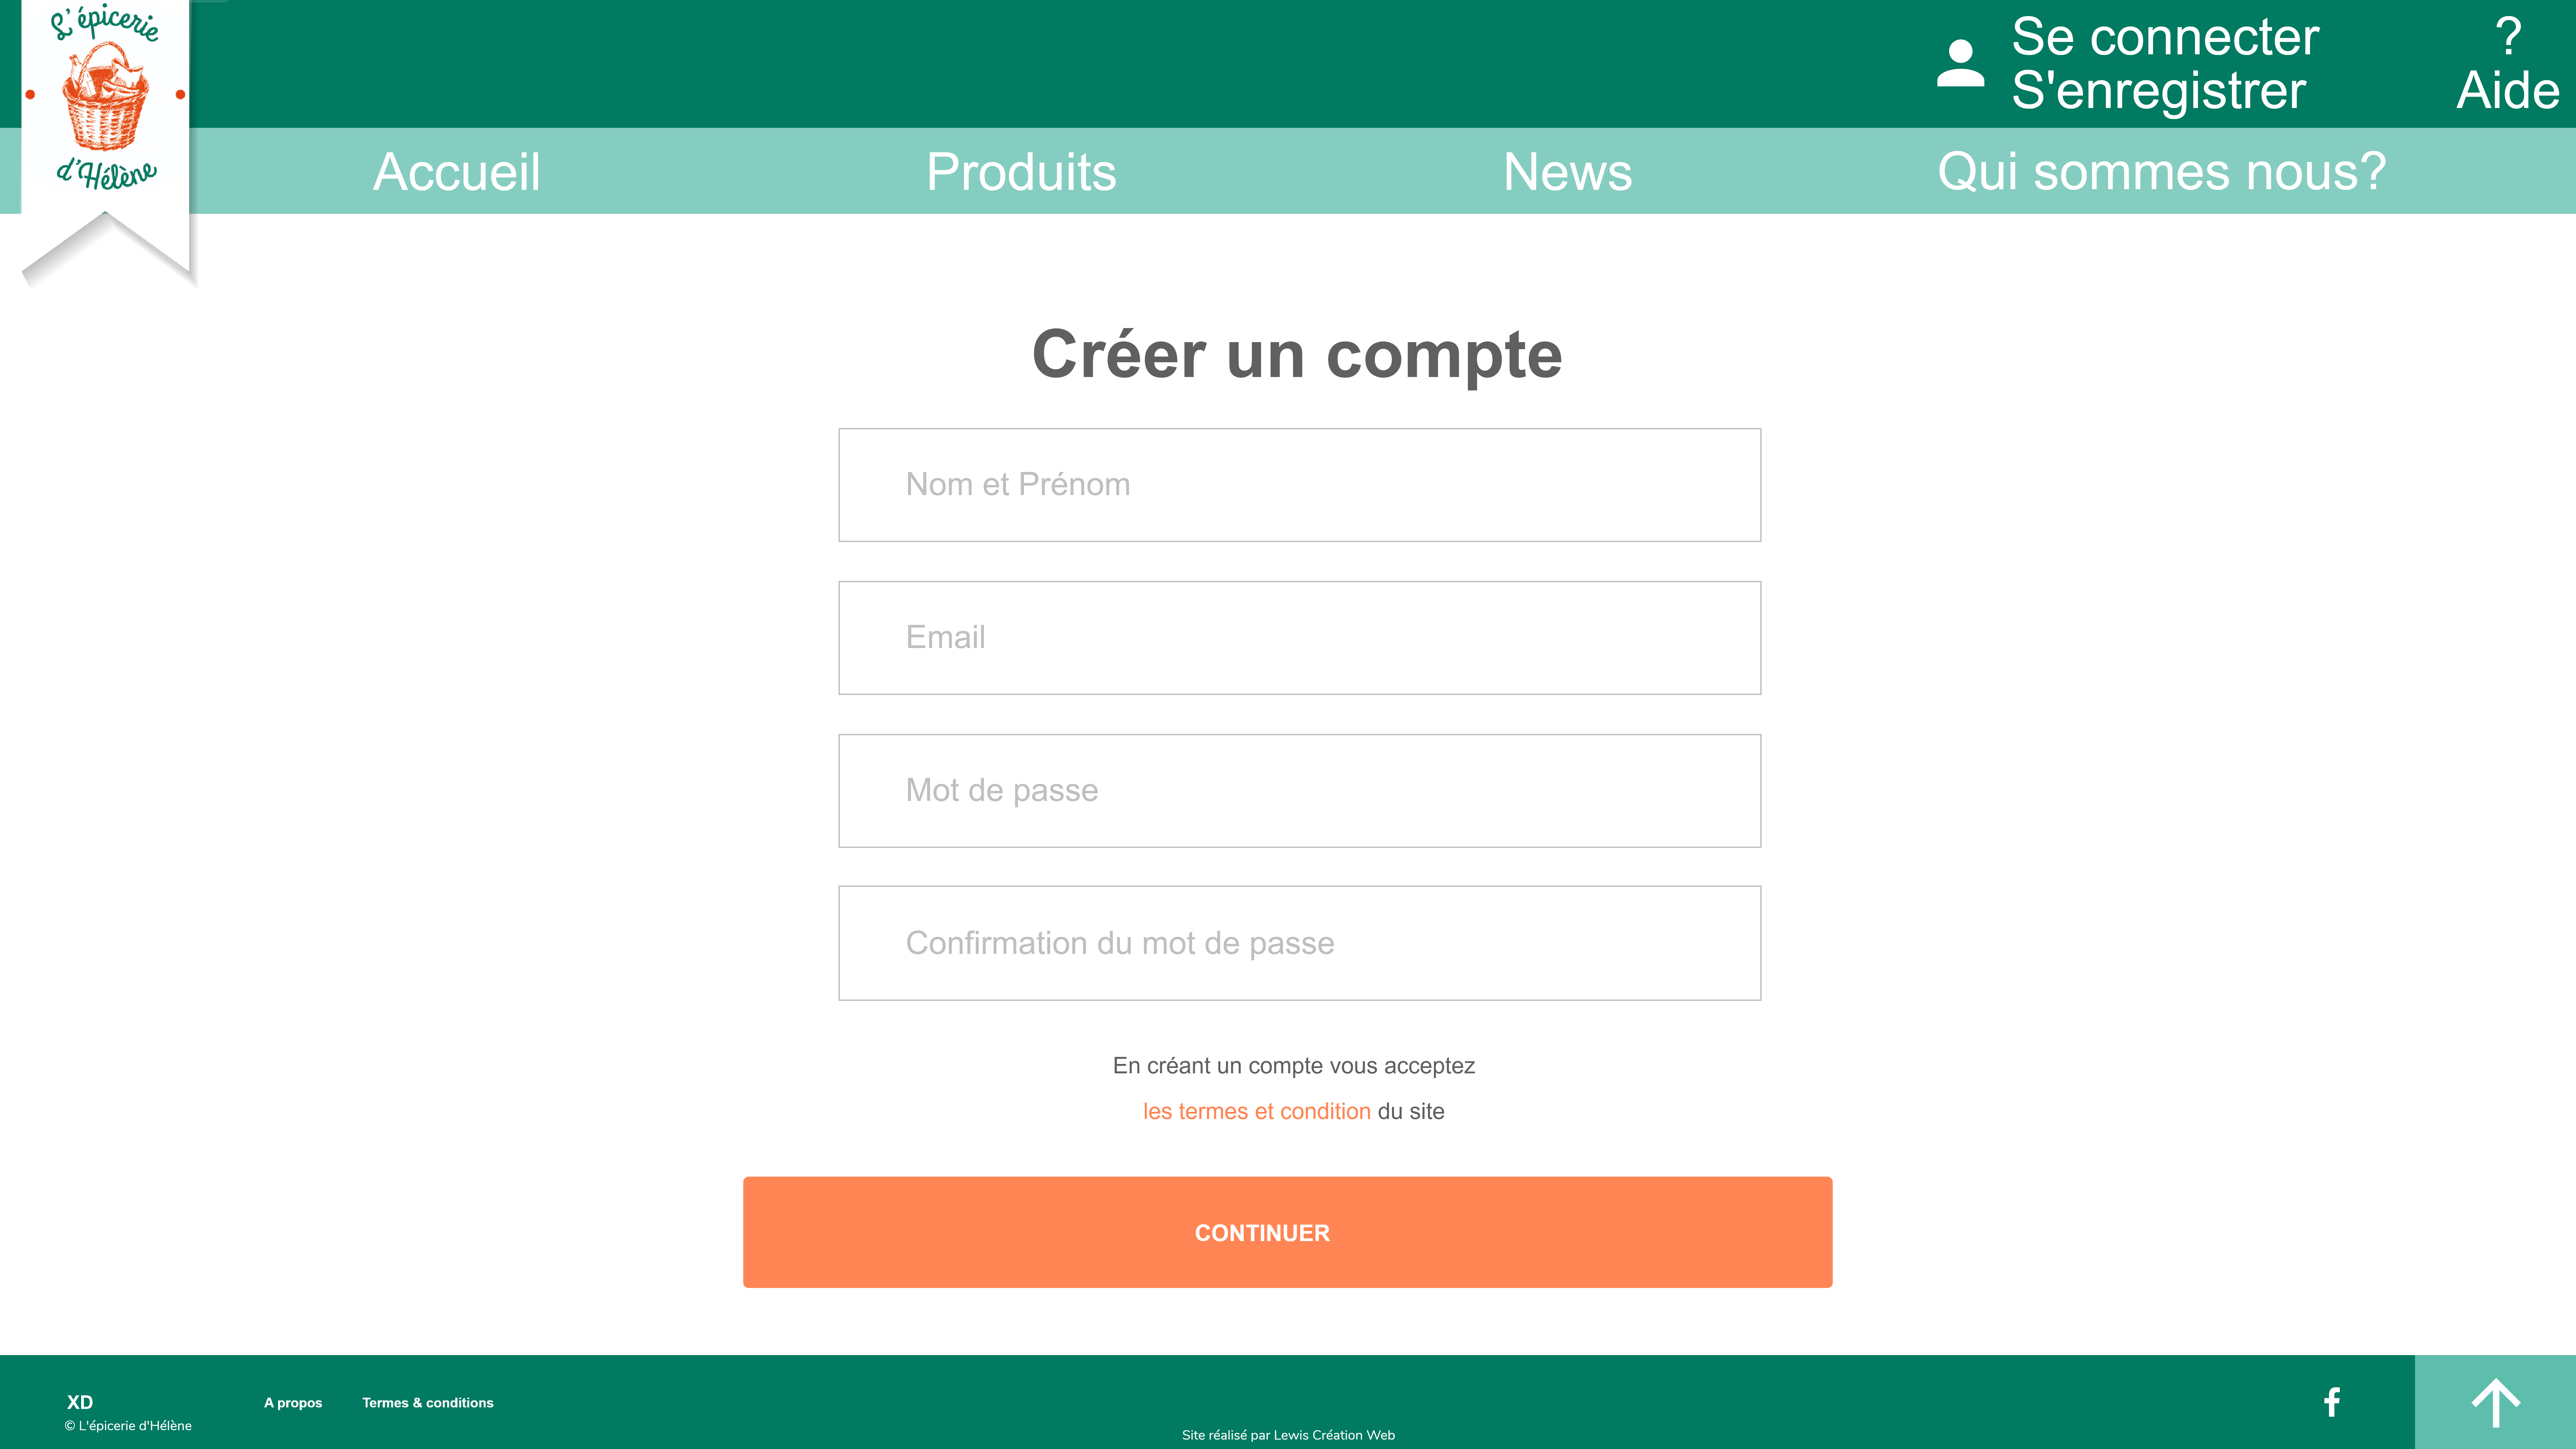 L'épicerie
d'Hélène
Se connecter
S'enregistrer
?
Aide
Accueil
Produits
News
Qui sommes nous?
Créer un compte
Nom et Prénom
Email
Mot de passe
Confirmation du mot de passe
En créant un compte vous acceptez
les termes et condition du site
CONTINUER
XD
A propos
Termes & conditions
© L'épicerie d'Hélène
Site réalisé par Lewis Création Web